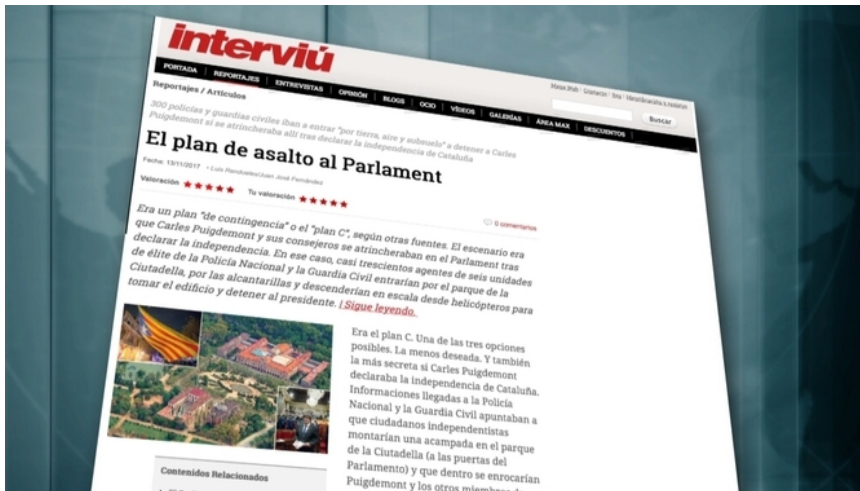 interviú
PORTADA REPORTAJES ENTREVISTAS OPINIÓN BLOGS OCIO VÍDEOS GALERÍAS ÁREA MAX DESCUENTOS
Buscar
Reportajes / Artículos
300 policías y guardias civiles iban a entrar "por tierra, aire y subsuelo" a detener a Carles
Puigdemont si se atrincheraba allí tras declarar la independencia de Cataluña
El plan de asalto al Parlament
Fecha: 13/11/2017 • Luis Rendueles/Juan José Fernández
Valoración Tu valoración
0 comentarios
Era un plan "de contingencia" o el "plan C", según otras fuentes. El escenario era
que Carles Puigdemont y sus consejeros se atrincheraban en el Parlament tras
declarar la independencia. En ese caso, casi trescientos agentes de seis unidades
de élite de la Policía Nacional y la Guardia Civil entrarían por el parque de la
Ciutadella, por las alcantarillas y descenderían en escala desde helicópteros para
tomar el edificio y detener al presidente. | Sigue leyendo.
Era el plan C. Una de las tres opciones
posibles. La menos deseada. Y también
la más secreta si Carles Puigdemont
declaraba la independencia de Cataluña.
Informaciones llegadas a la Policía
Nacional y la Guardia Civil apuntaban a
que ciudadanos independentistas
montarían una acampada en el parque
de la Ciutadella (a las puertas del
Parlamento) y que dentro se enrocarían
Puigdemont y los otros miembros
Contenidos Relacionados